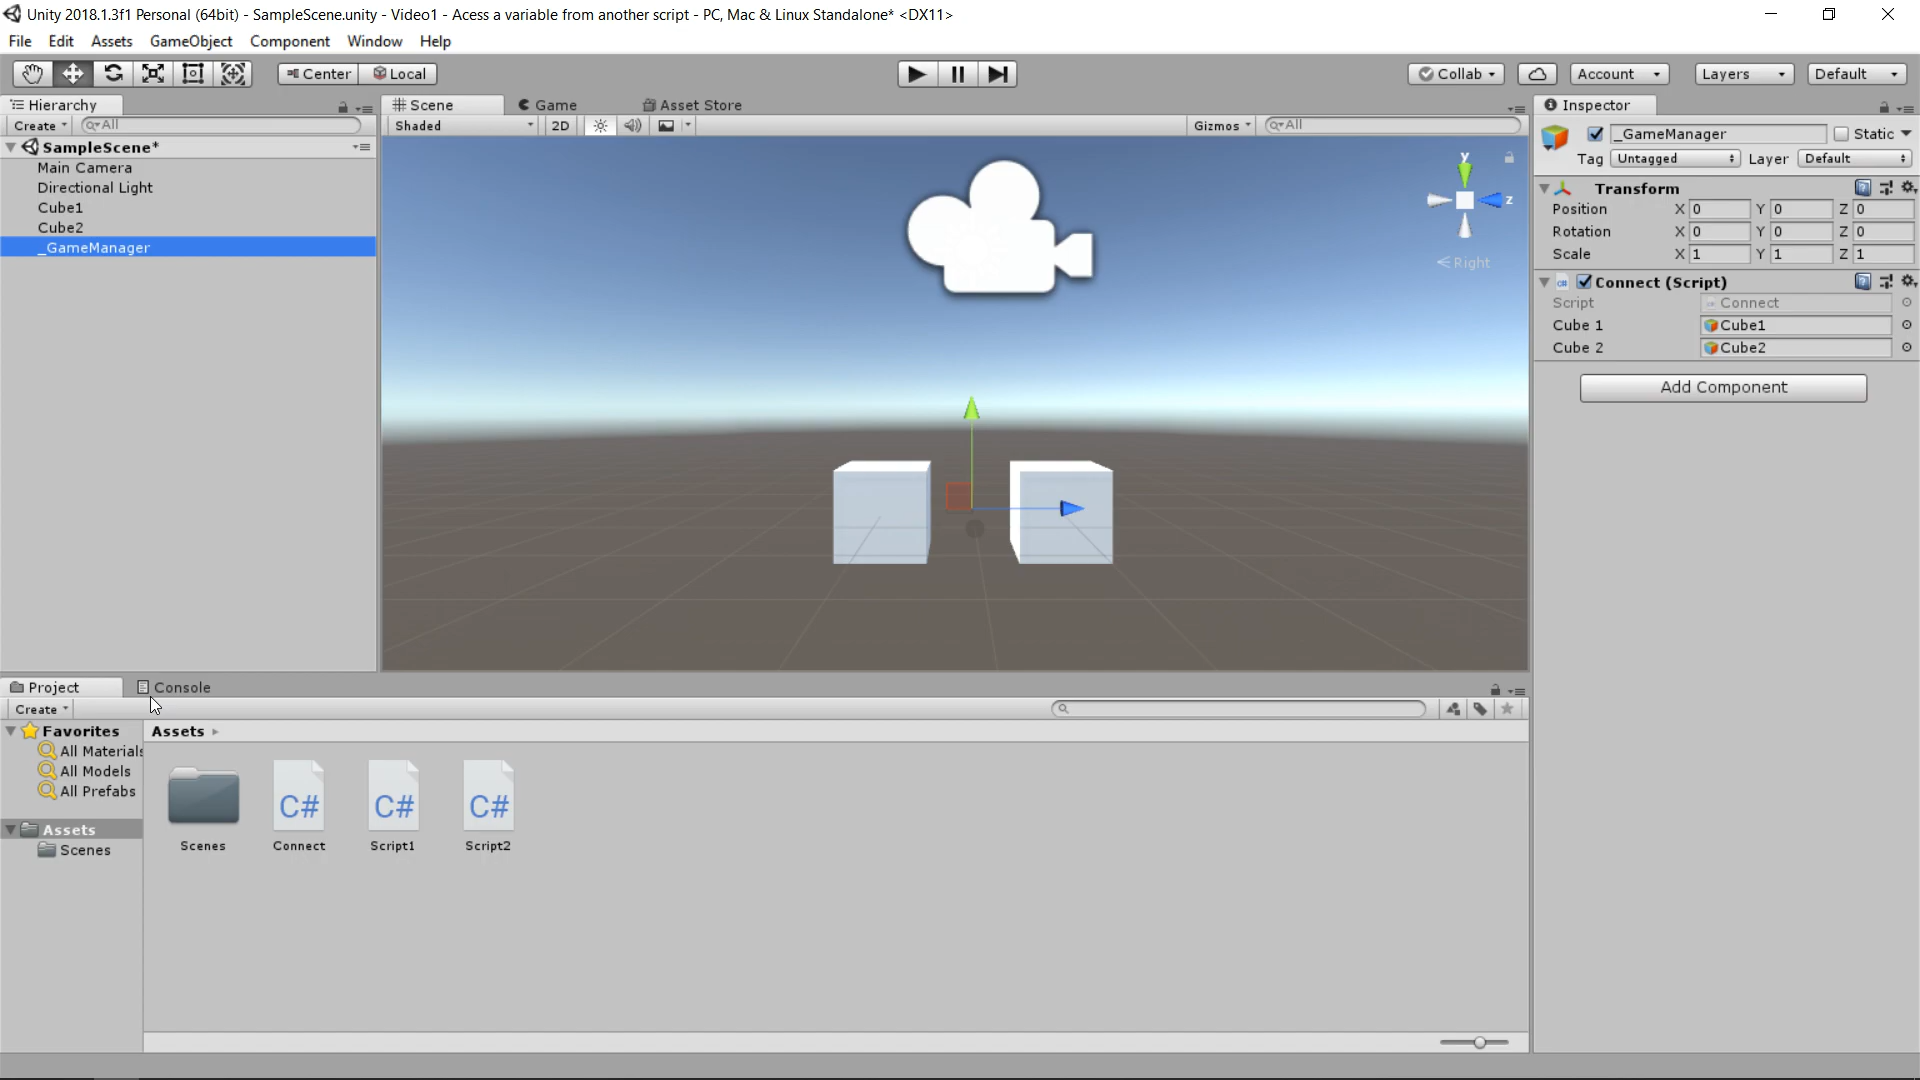 Unity 2018.1.3f1 Personal (64bit) - SampleScene.unity - Video1 - Acess a variable from another script - PC, Mac & Linux Standalone* <DX11>
File Edit Assets GameObject Component Window Help
Center Local Collab Account Layers Default
Hierarchy Scene Game Asset Store Inspector
Create All Shaded 2D Gizmos All
_GameManager Static
SampleScene*
Main Camera
Directional Light
Cube1
Cube2
_GameManager
y
z
Right
Tag Untagged Layer Default
Transform
Position X 0 Y 0 Z 0
Rotation X 0 Y 0 Z 0
Scale X 1 Y 1 Z 1
Connect (Script)
Script Connect
Cube 1 Cube1
Cube 2 Cube2
Add Component
Project Console
Create
Favorites
All Materials
All Models
All Prefabs
Assets
Scenes
Assets
C# C# C#
Scenes Connect Script1 Script2